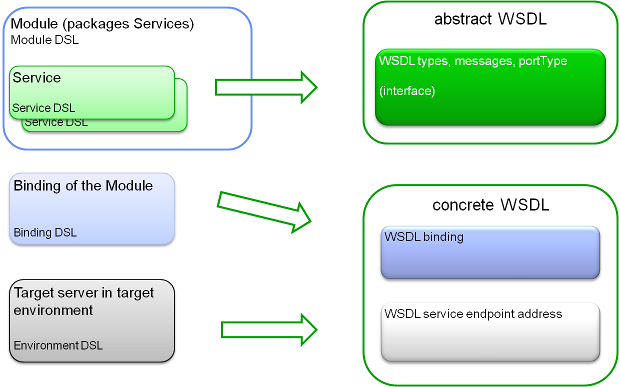 Module (packages Services)
Module DSL
Service
Service DSL
Service DSL
abstract WSDL
WSDL types, messages, portType
(interface)
Binding of the Module
Binding DSL
concrete WSDL
WSDL binding
Target server in target
environment
Environment DSL
WSDL service endpoint address